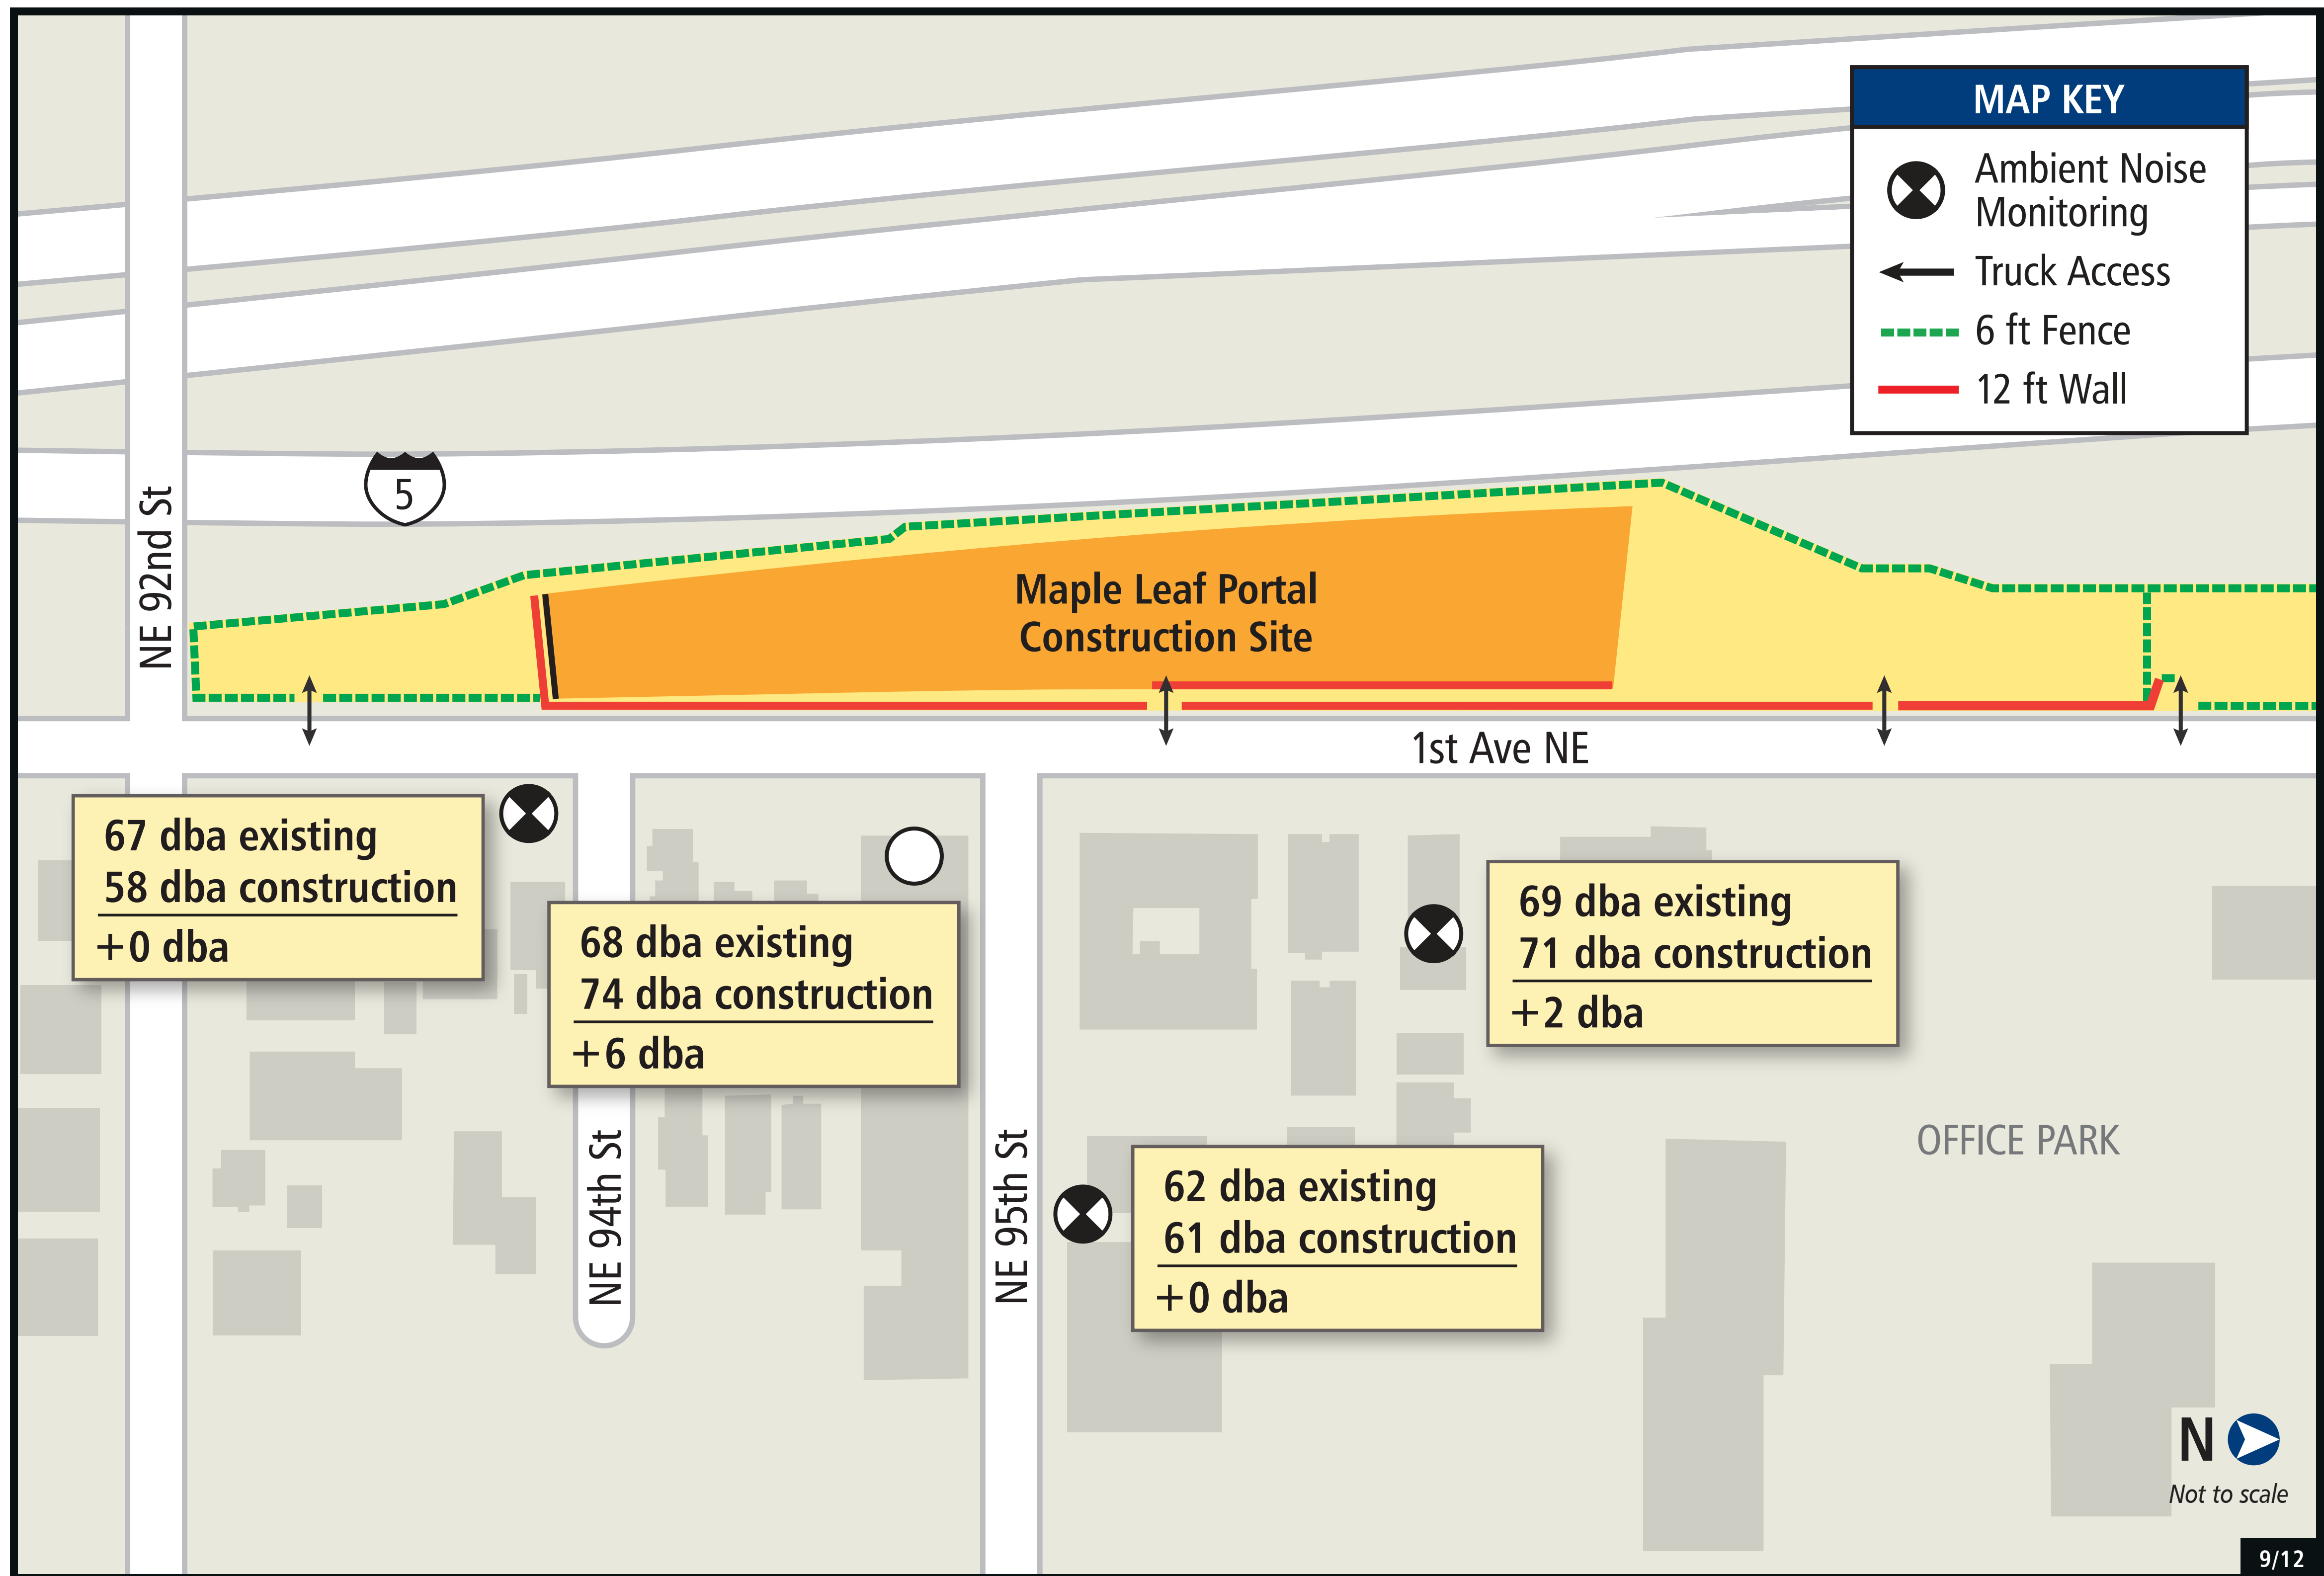 MAP KEY
Ambient Noise
Monitoring
Truck Access
6 ft Fence
12 ft Wall
5
NE 92nd St
Maple Leaf Portal
Construction Site
1st Ave NE
67 dba existing
58 dba construction
+0 dba
68 dba existing
74 dba construction
+6 dba
69 dba existing
71 dba construction
+2 dba
62 dba existing
61 dba construction
+0 dba
NE 94th St
NE 95th St
OFFICE PARK
N
Not to scale
9/12